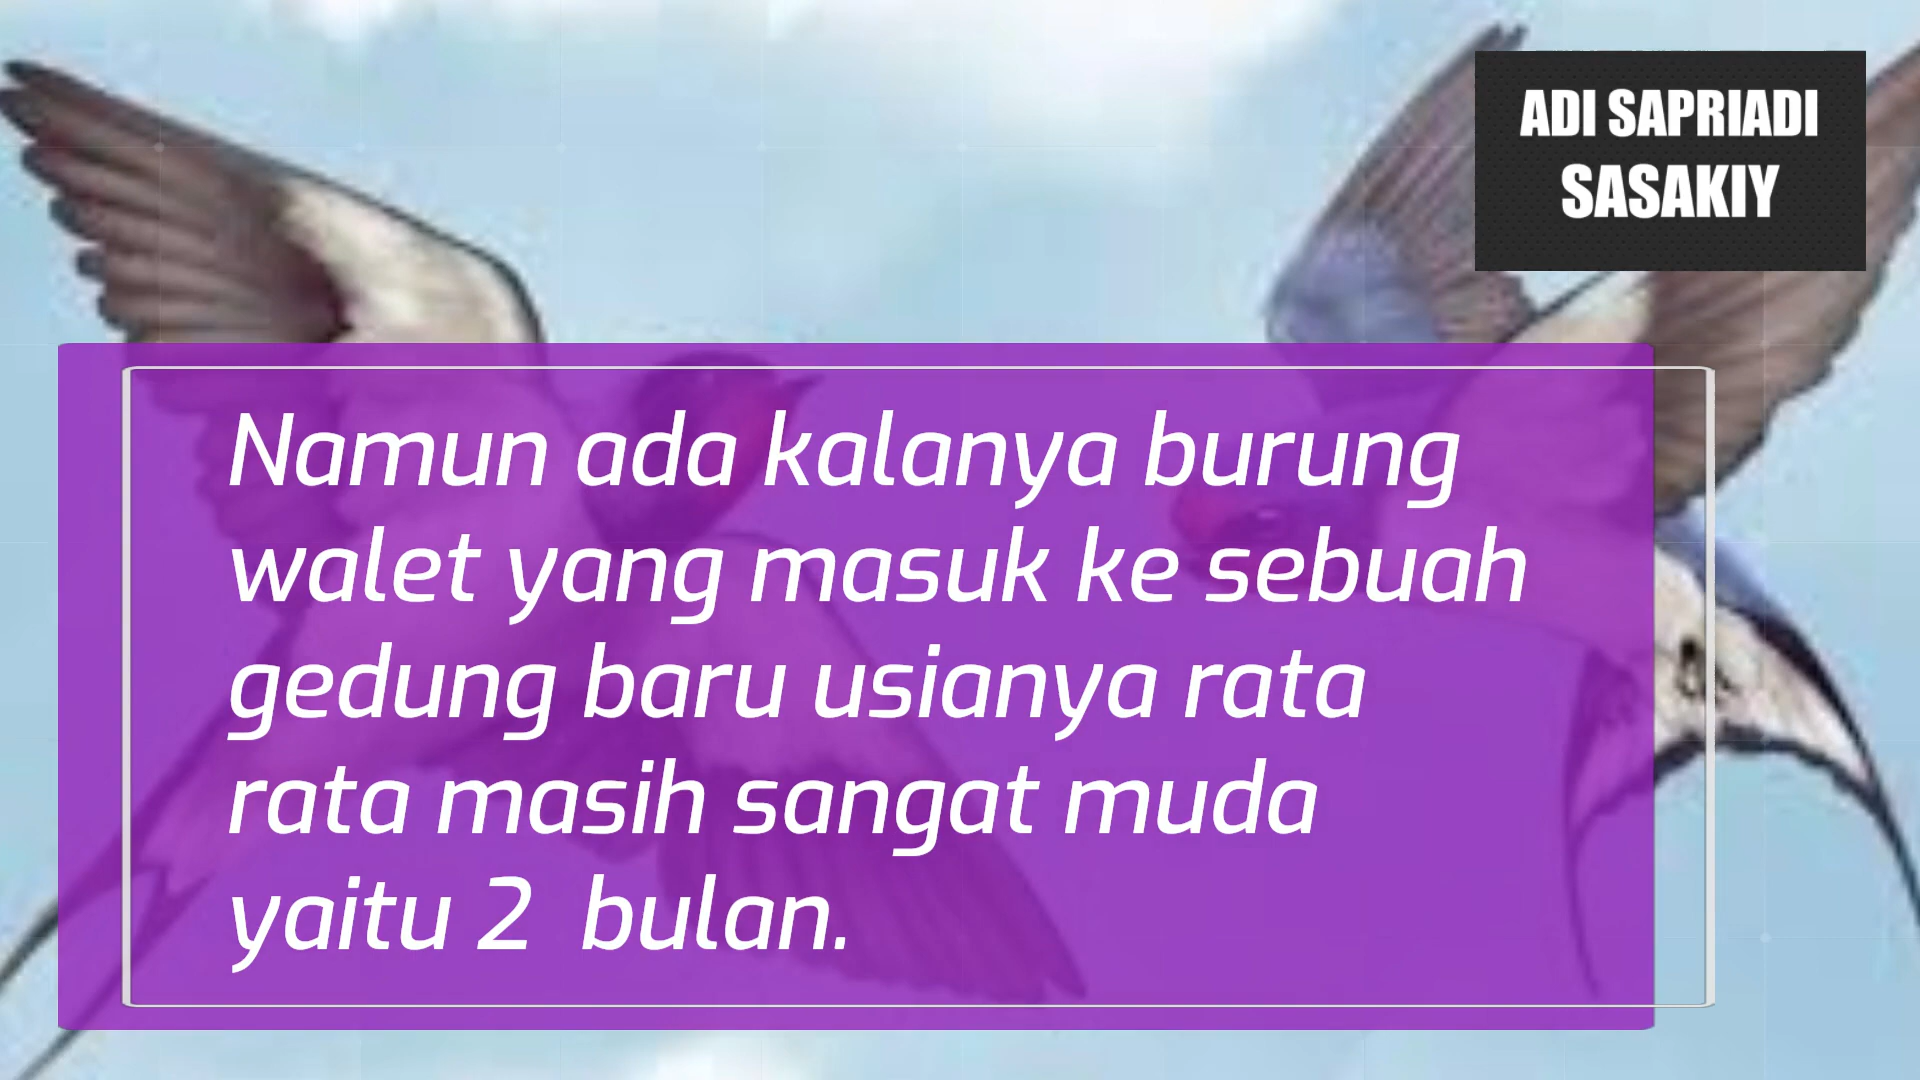 ADI SAPRIADI
SASAKIY
Namun ada kalanya burung
walet yang masuk ke sebuah
gedung baru usianya rata
rata masih sangat muda
yaitu 2  bulan.